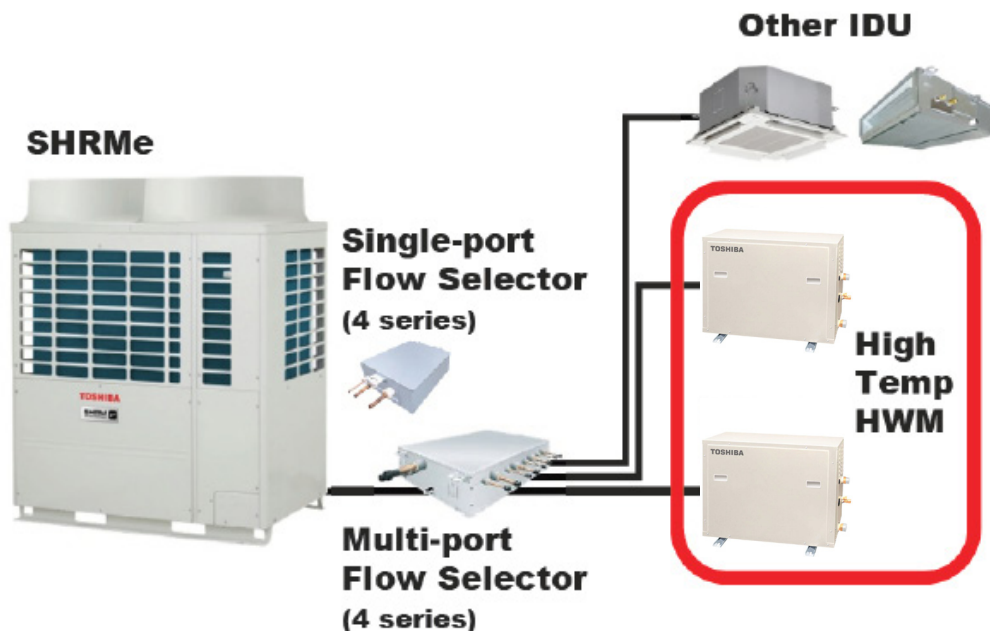 Other IDU
SHRMe
Single-port
Flow Selector
(4 series)
TOSHIBA
TOSHIBA
High
Temp
HWM
TOSHIBA
Multi-port
Flow Selector
(4 series)